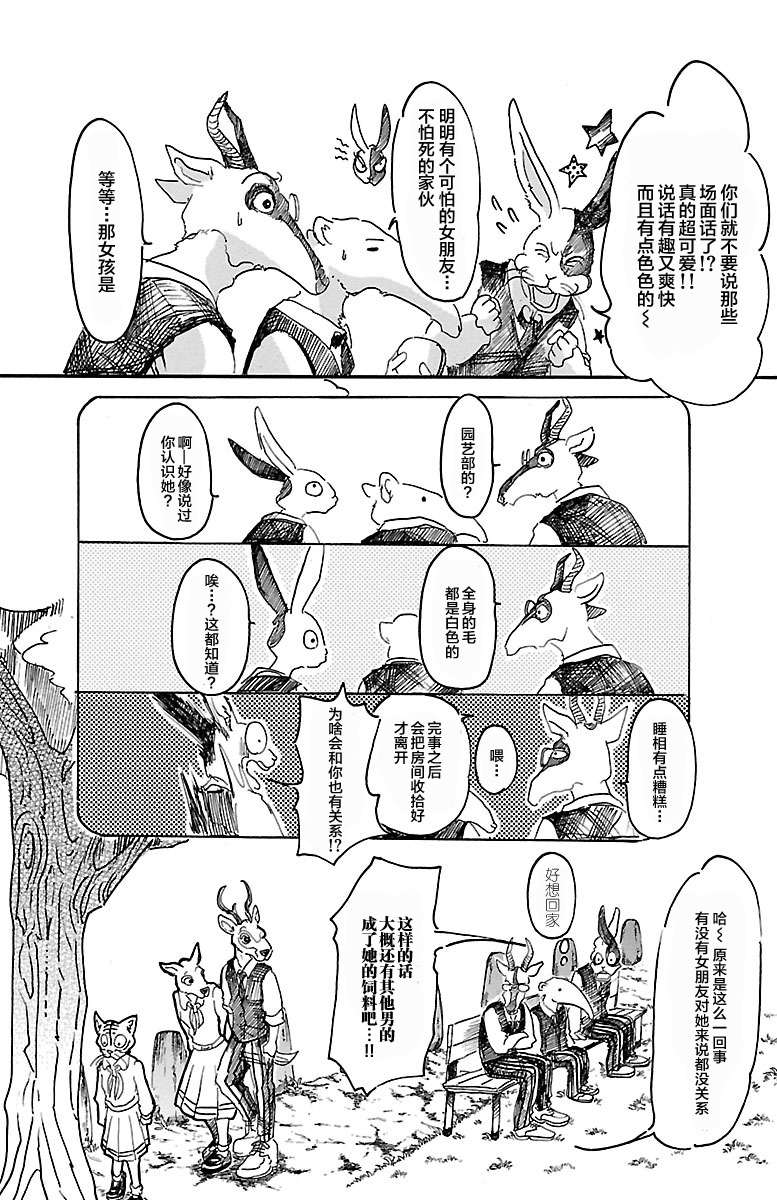 你们就不要说那些
场面话了!?
真的超可爱!!
说话有趣又爽快
而且有点色色的～
明明有个可怕的女朋友…
不怕死的家伙
等等…那女孩是
园艺部的?
啊—好像说过
你认识她?
全身的毛
都是白色的
唉…?这都知道?
睡相有点糟糕…
喂…
完事之后
会把房间收拾好
才离开
为啥会和你也有关系!?
哈～原来是这么一回事
有没有女朋友对她来说都没关系
好想回家
这样的话
大概还有其他男的
成了她的饲料吧…!!